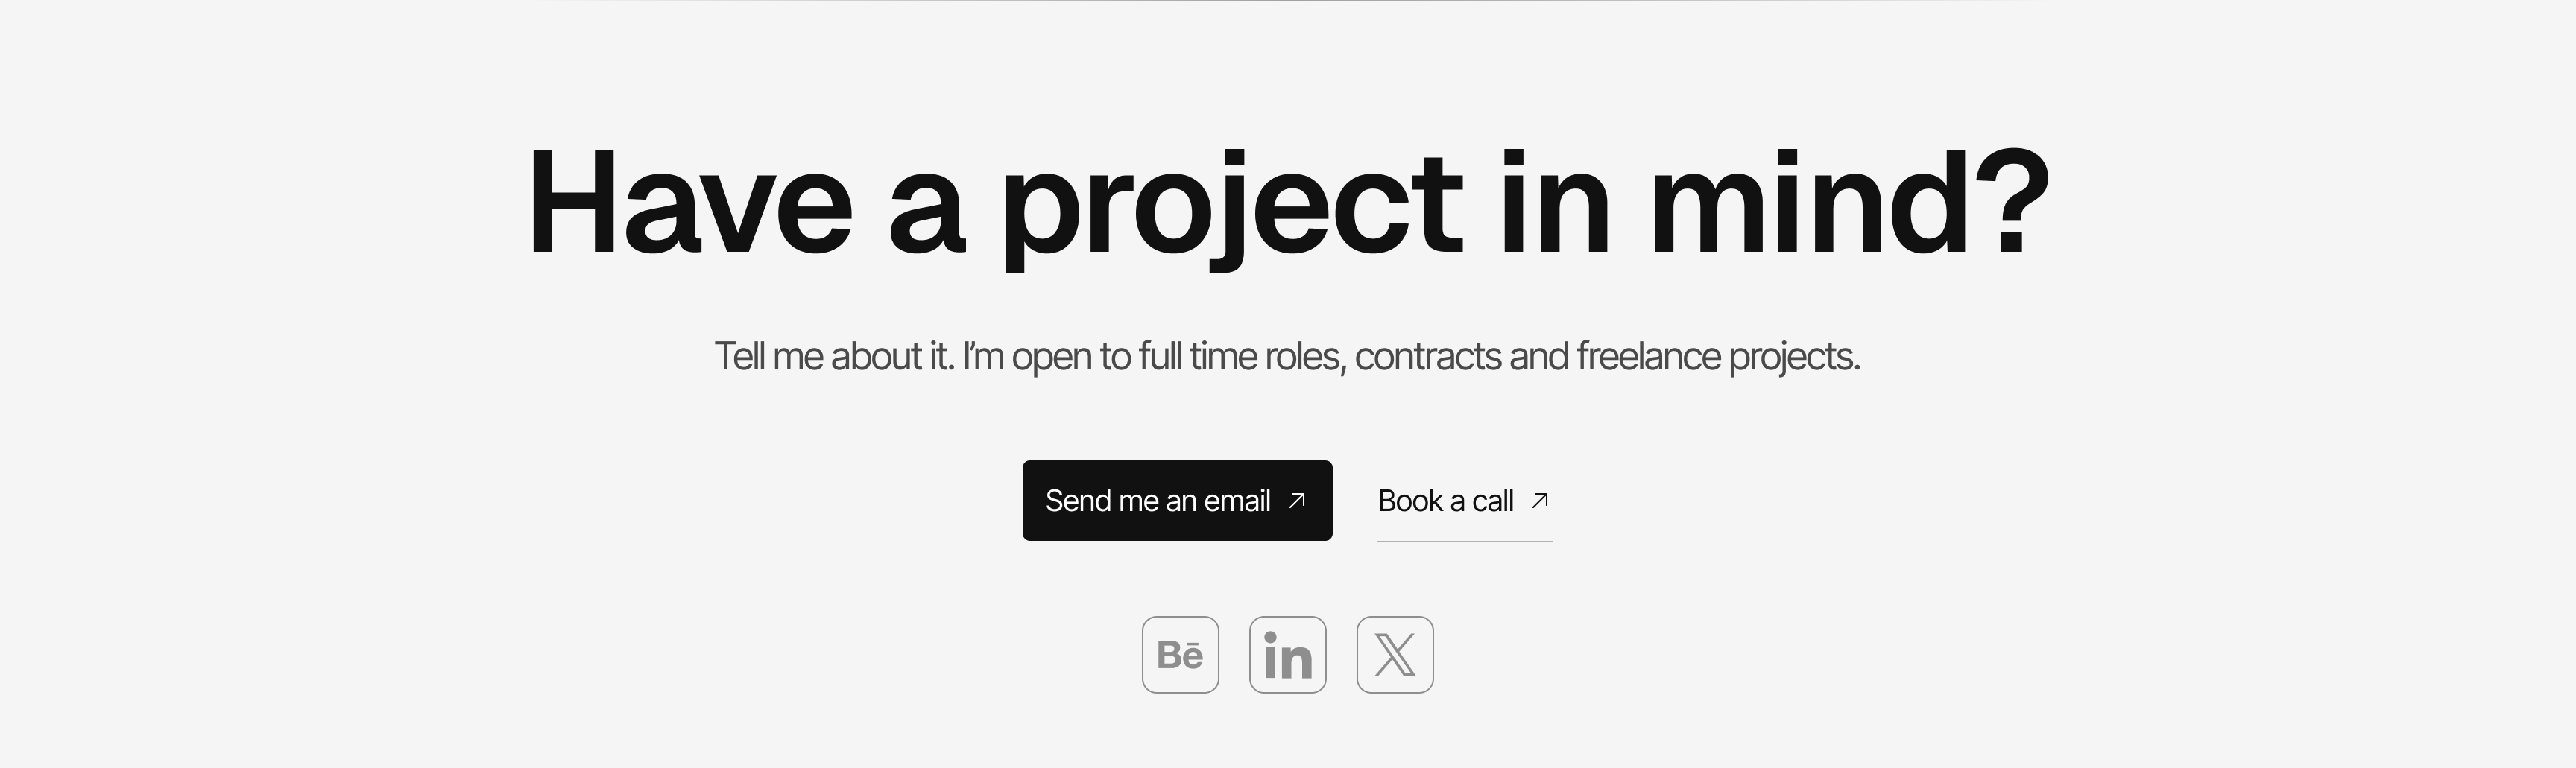 Have a project in mind?
Tell me about it. I’m open to full time roles, contracts and freelance projects.
Send me an email
Book a call
Bē
in
X